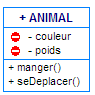 + ANIMAL
- couleur
- poids
+ manger()
+ seDeplacer()